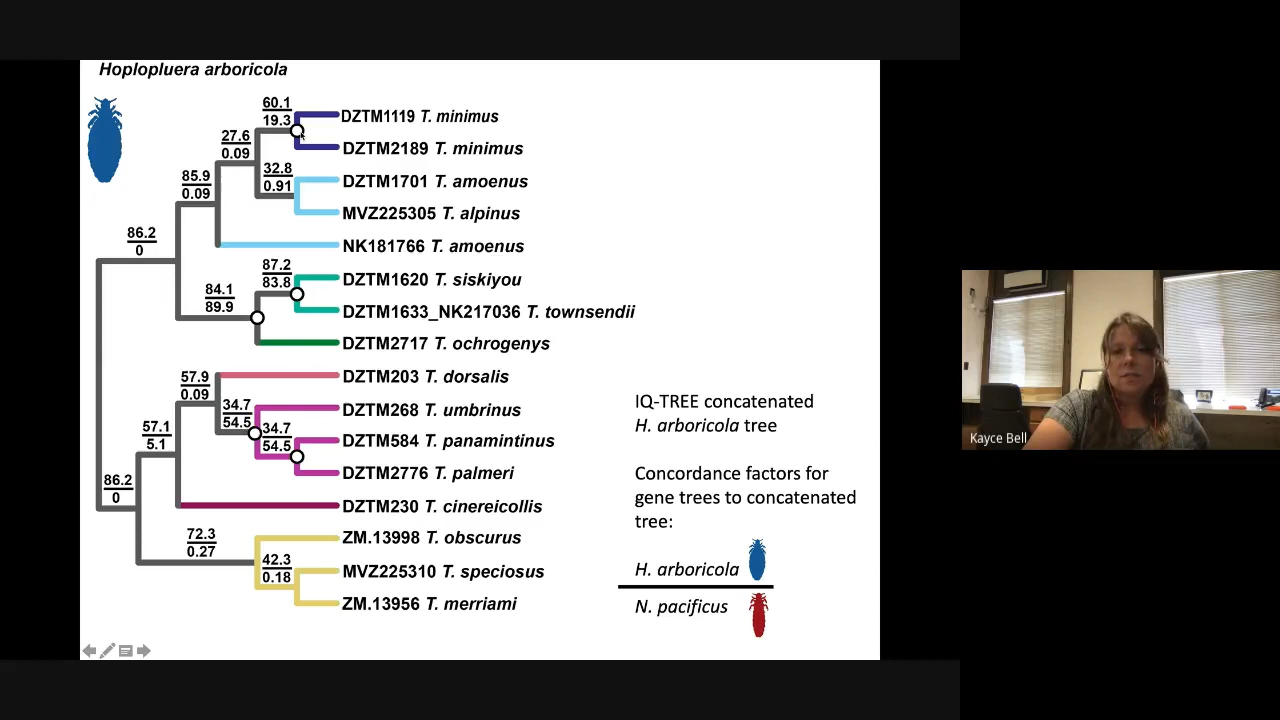 Hoplopluera arboricola
60.1
19.3
DZTM1119 T. minimus
27.6
0.09
DZTM2189 T. minimus
32.8
0.91
DZTM1701 T. amoenus
85.9
0.09
MVZ225305 T. alpinus
86.2
0
NK181766 T. amoenus
87.2
83.8
DZTM1620 T. siskiyou
84.1
89.9
DZTM1633_NK217036 T. townsendii
DZTM2717 T. ochrogenys
57.9
0.09
DZTM203 T. dorsalis
34.7
54.5
DZTM268 T. umbrinus
34.7
54.5
DZTM584 T. panamintinus
57.1
5.1
DZTM2776 T. palmeri
86.2
0
DZTM230 T. cinereicollis
72.3
0.27
ZM.13998 T. obscurus
42.3
0.18
MVZ225310 T. speciosus
ZM.13956 T. merriami
IQ-TREE concatenated
H. arboricola tree
Concordance factors for
gene trees to concatenated
tree:
H. arboricola
N. pacificus
Kayce Bell